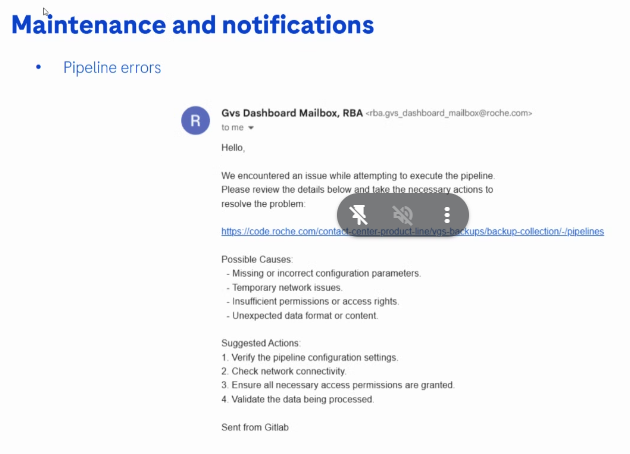 Maintenance and notifications
• Pipeline errors
R
Gvs Dashboard Mailbox, RBA <rba.gvs_dashboard_mailbox@roche.com>
to me
Hello,
We encountered an issue while attempting to execute the pipeline.
Please review the details below and take the necessary actions to
resolve the problem:
https://code.roche.com/contact-center-product-line/vgs-backups/backup-collection/-/pipelines
Possible Causes:
- Missing or incorrect configuration parameters.
- Temporary network issues.
- Insufficient permissions or access rights.
- Unexpected data format or content.
Suggested Actions:
1. Verify the pipeline configuration settings.
2. Check network connectivity.
3. Ensure all necessary access permissions are granted.
4. Validate the data being processed.
Sent from Gitlab